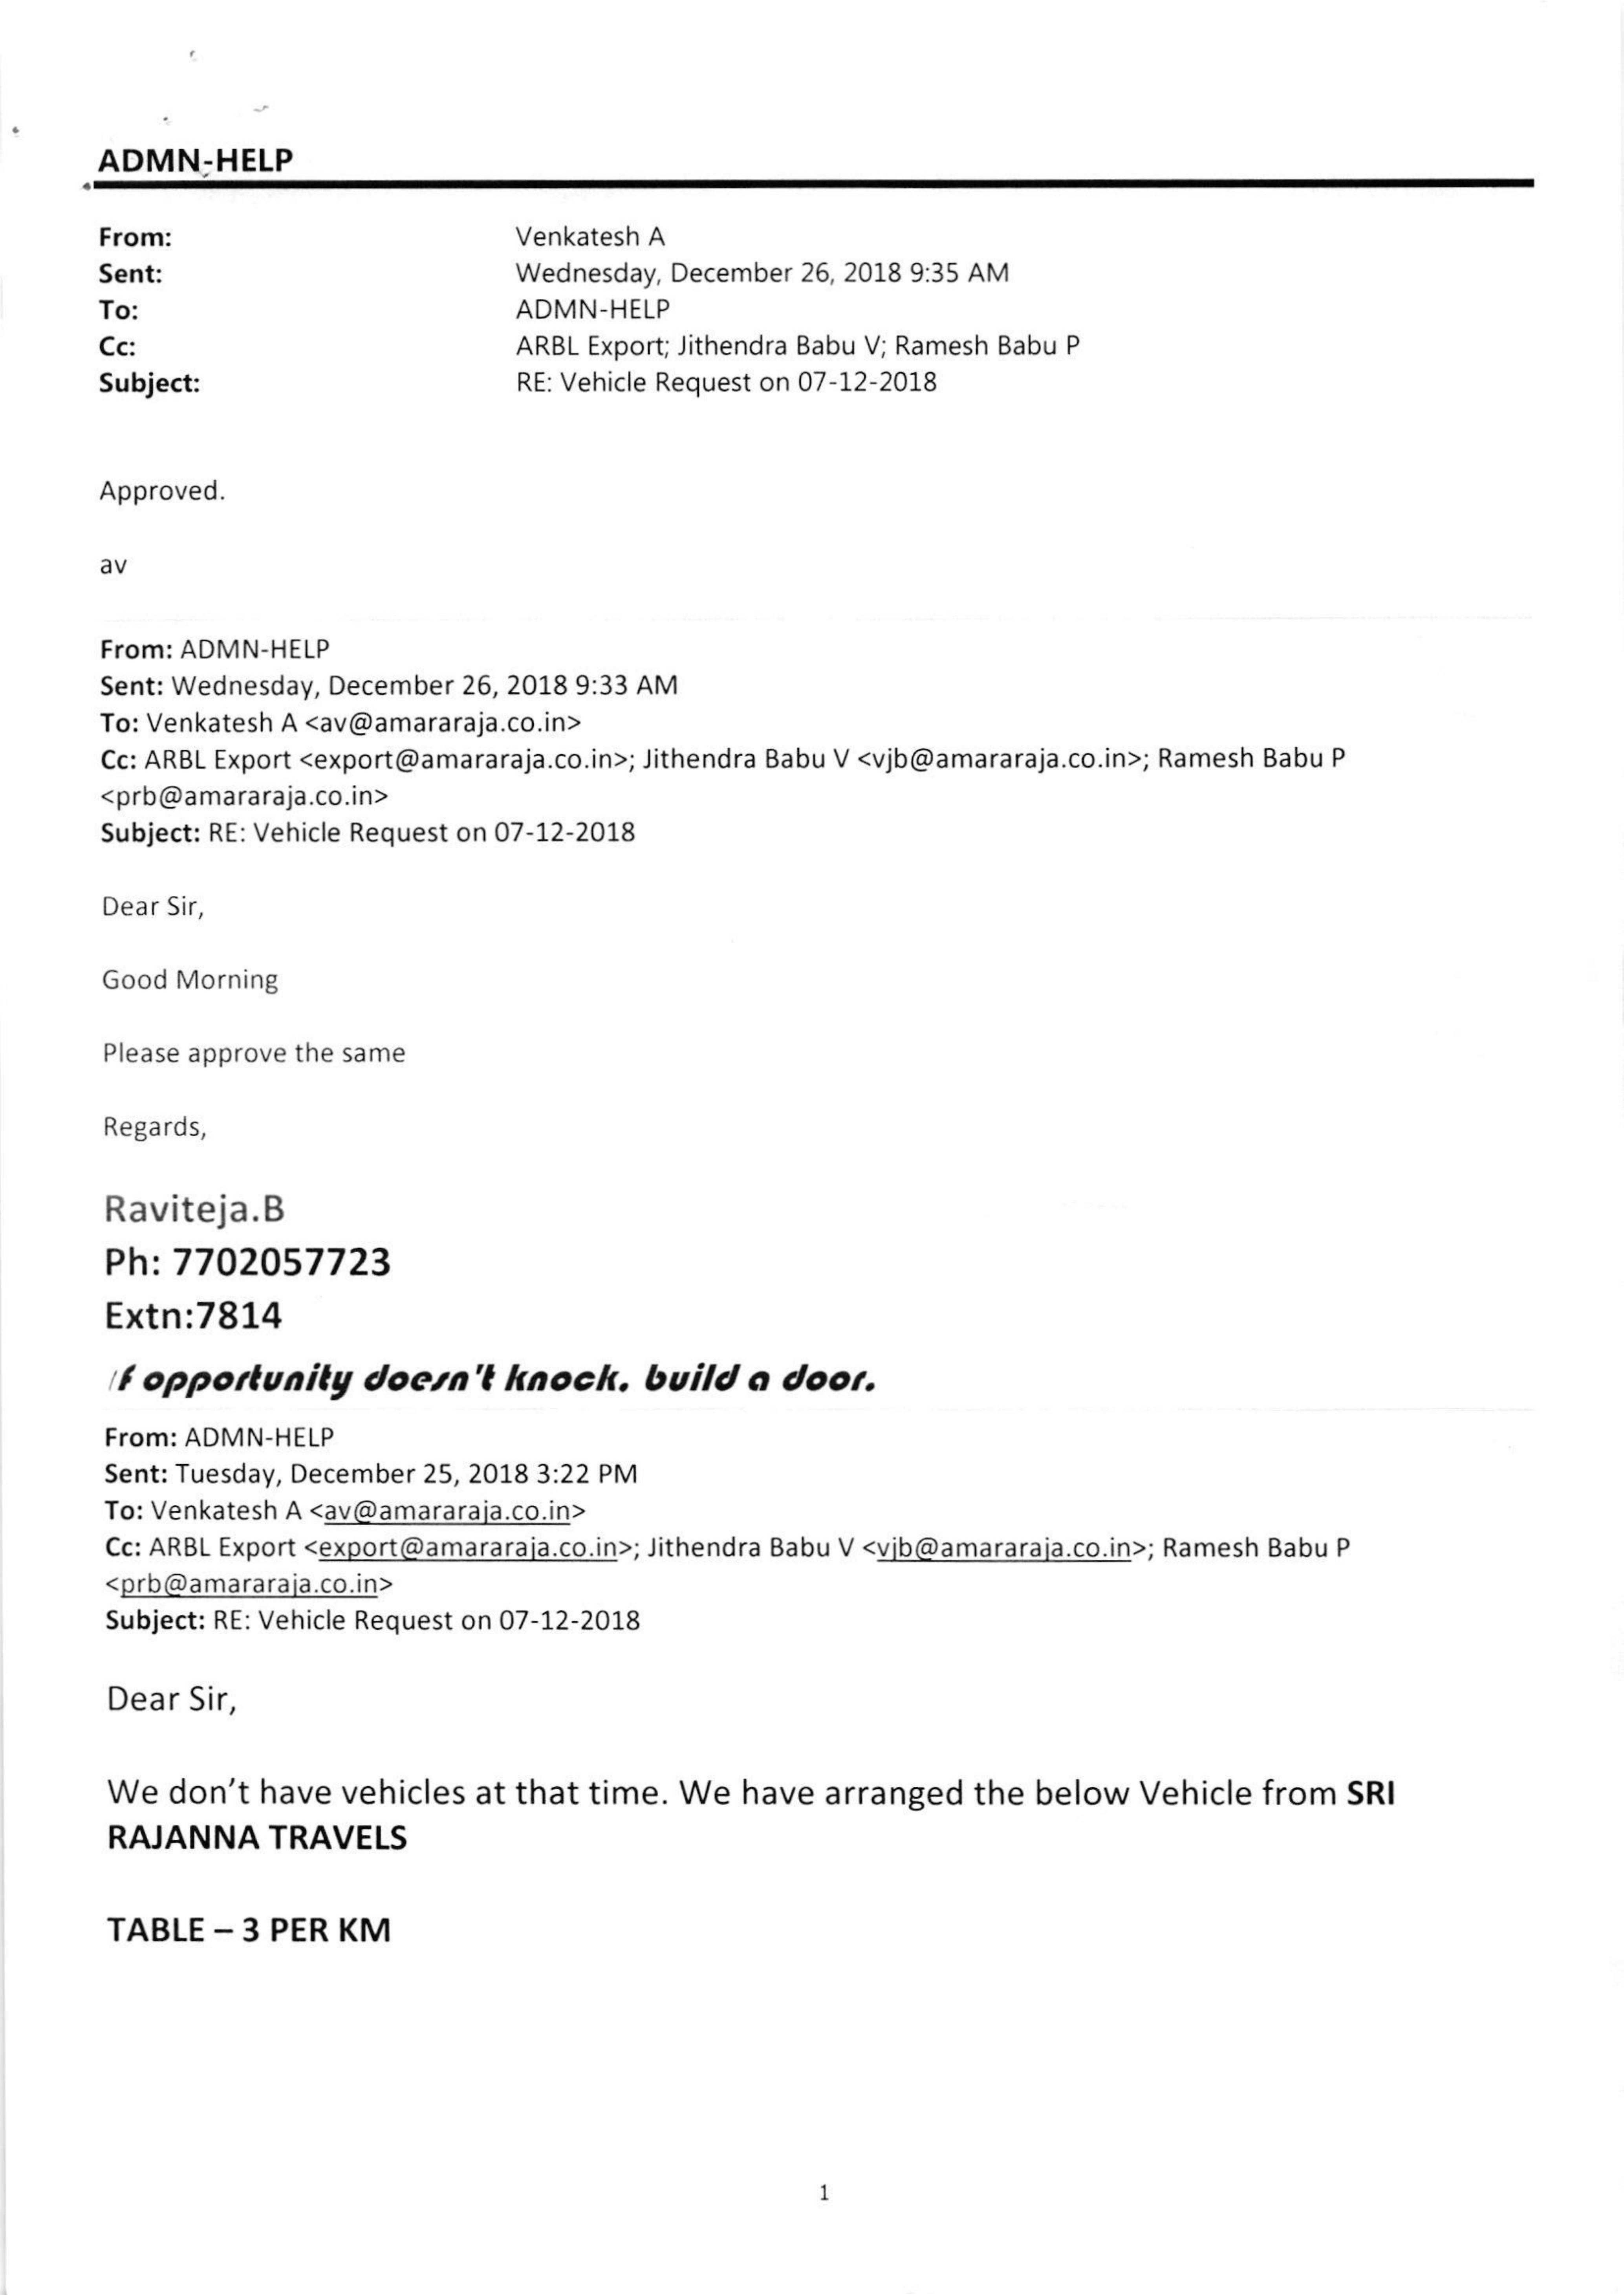 ADMN-HELP
From: Venkatesh A
Sent: Wednesday, December 26, 2018 9:35 AM
To: ADMN-HELP
Cc: ARBL Export; Jithendra Babu V; Ramesh Babu P
Subject: RE: Vehicle Request on 07-12-2018
Approved.
av
From: ADMN-HELP
Sent: Wednesday, December 26, 2018 9:33 AM
To: Venkatesh A <av@amararaja.co.in>
Cc: ARBL Export <export@amararaja.co.in>; Jithendra Babu V <vjb@amararaja.co.in>; Ramesh Babu P
<prb@amararaja.co.in>
Subject: RE: Vehicle Request on 07-12-2018
Dear Sir,
Good Morning
Please approve the same
Regards,
Raviteja.B
Ph: 7702057723
Extn:7814
If opportunity doesn't knock, build a door.
From: ADMN-HELP
Sent: Tuesday, December 25, 2018 3:22 PM
To: Venkatesh A <av@amararaja.co.in>
Cc: ARBL Export <export@amararaja.co.in>; Jithendra Babu V <vjb@amararaja.co.in>; Ramesh Babu P
<prb@amararaja.co.in>
Subject: RE: Vehicle Request on 07-12-2018
Dear Sir,
We don't have vehicles at that time. We have arranged the below Vehicle from SRI
RAJANNA TRAVELS
TABLE – 3 PER KM
1